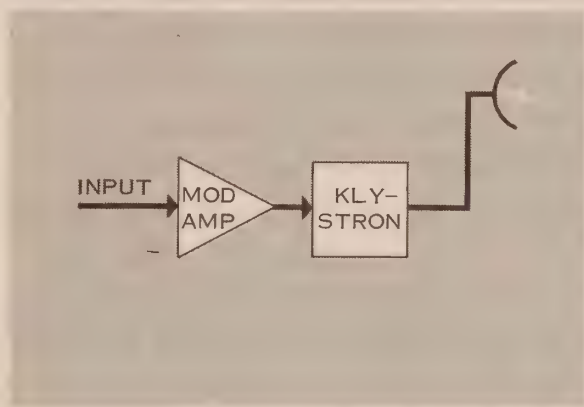 INPUT
MOD
AMP
KLY-
STRON